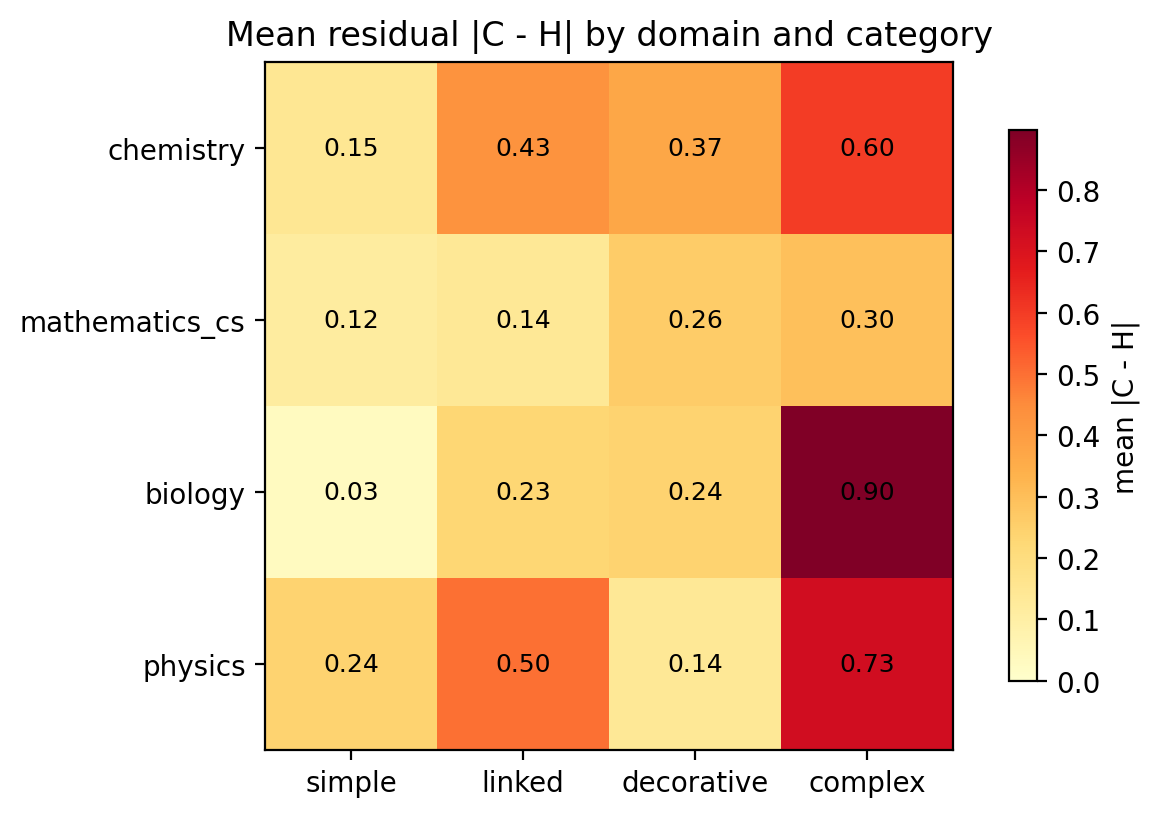 Mean residual |C - H| by domain and category
chemistry 0.15 0.43 0.37 0.60
mathematics_cs 0.12 0.14 0.26 0.30
biology 0.03 0.23 0.24 0.90
physics 0.24 0.50 0.14 0.73
simple linked decorative complex
0.8
0.7
0.6
0.5
0.4
0.3
0.2
0.1
0.0
mean |C - H|